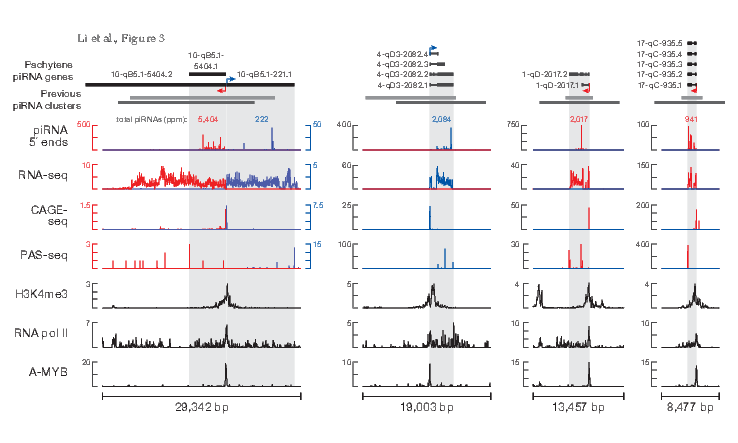 Li et al., Figure 3
Pachytene piRNA genes
10-qB5.1-5404.2
10-qB5.1-5404.1
10-qB5.1-221.1
4-qD3-2082.4
4-qD3-2082.3
4-qD3-2082.2
4-qD3-2082.1
1-qD-2017.2
1-qD-2017.1
17-qC-935.5
17-qC-935.4
17-qC-935.3
17-qC-935.2
17-qC-935.1
Previous piRNA clusters
total piRNAs (ppm): 5,404 222 2,084 2,017 941
piRNA 5′ ends
500 50 400 750 100
RNA-seq
10 5 60 40 150
CAGE-seq
1.5 7.5 25 50 200
PAS-seq
3 15 100 30 400
H3K4me3
3 5 4 4
RNA pol II
7 5 10 10
A-MYB
20 10 15 15
29,342 bp 19,003 bp 13,457 bp 8,477 bp